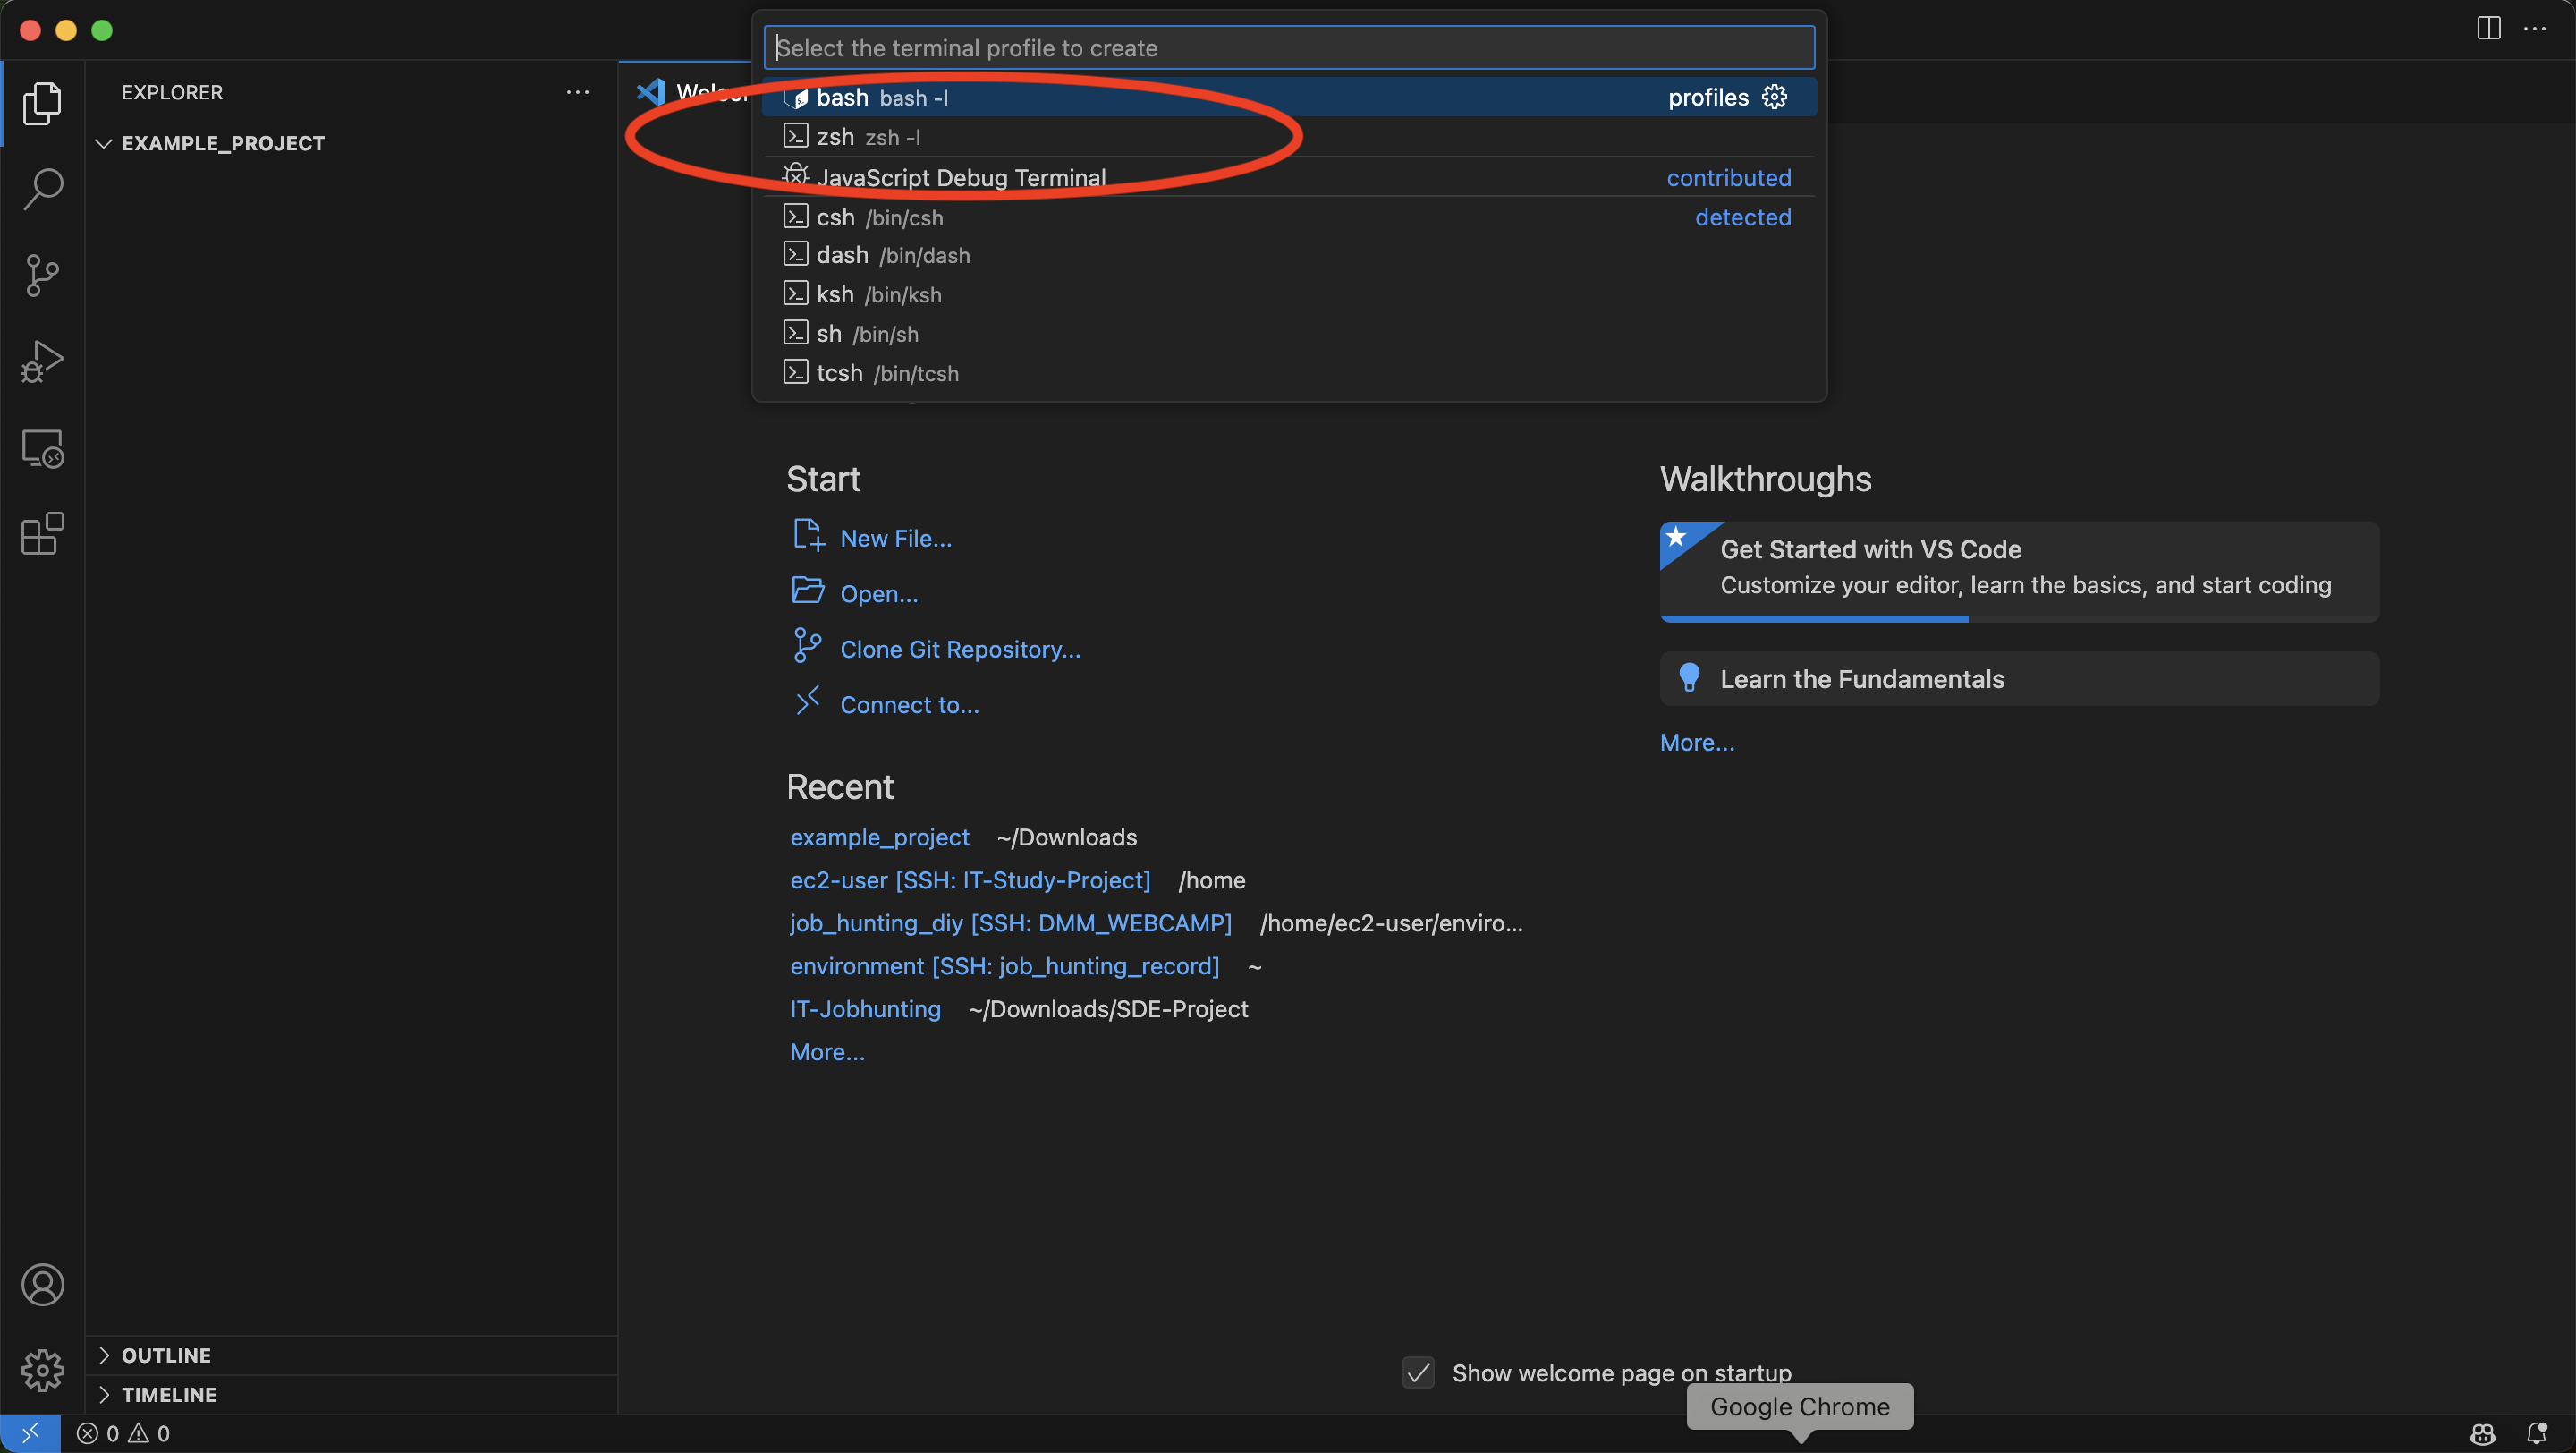 Select the terminal profile to create
EXPLORER
EXAMPLE_PROJECT
bash bash -l profiles
zsh zsh -l
JavaScript Debug Terminal contributed
csh /bin/csh detected
dash /bin/dash
ksh /bin/ksh
sh /bin/sh
tcsh /bin/tcsh
Start
New File...
Open...
Clone Git Repository...
Connect to...
Recent
example_project ~/Downloads
ec2-user [SSH: IT-Study-Project] /home
job_hunting_diy [SSH: DMM_WEBCAMP] /home/ec2-user/enviro...
environment [SSH: job_hunting_record] ~
IT-Jobhunting ~/Downloads/SDE-Project
More...
Walkthroughs
Get Started with VS Code
Customize your editor, learn the basics, and start coding
Learn the Fundamentals
More...
OUTLINE
TIMELINE
Show welcome page on startup
Google Chrome
0 0